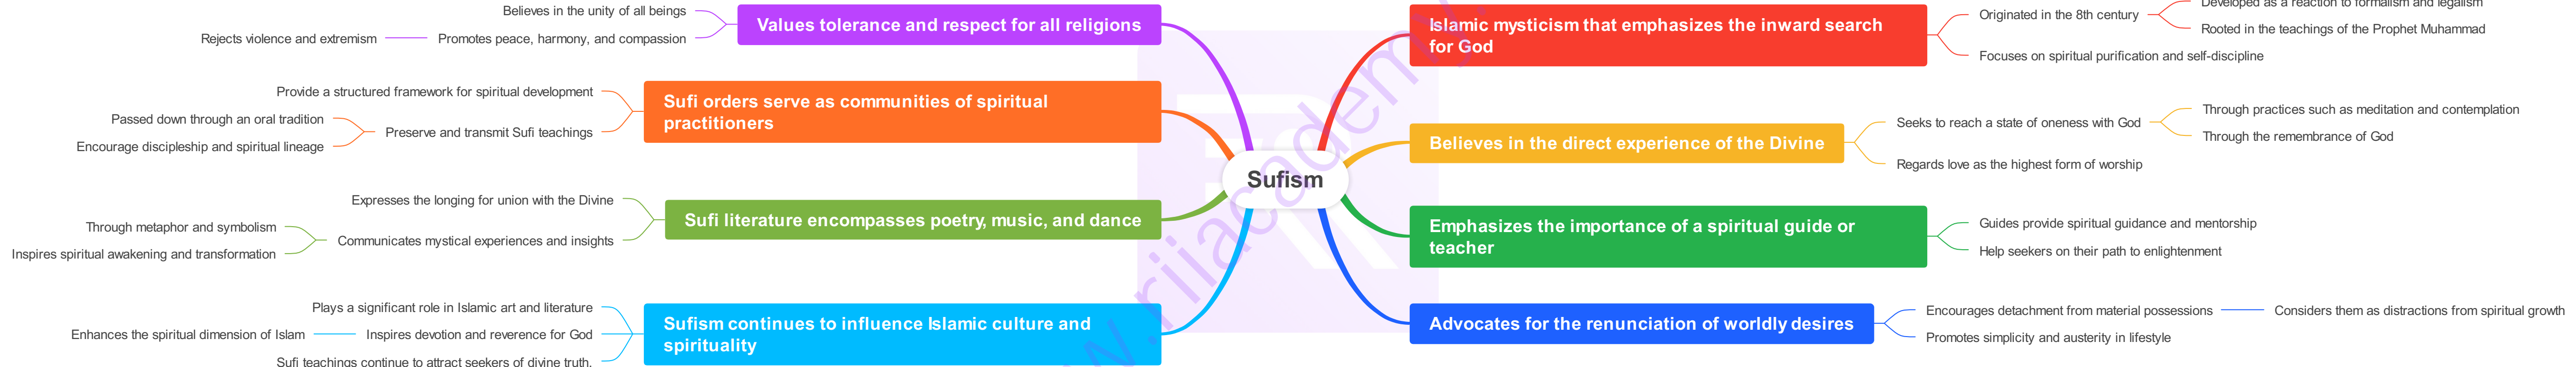 Sufism
Islamic mysticism that emphasizes the inward search
for God
Originated in the 8th century
Developed as a reaction to formalism and legalism
Rooted in the teachings of the Prophet Muhammad
Focuses on spiritual purification and self-discipline
Believes in the direct experience of the Divine
Seeks to reach a state of oneness with God
Through practices such as meditation and contemplation
Through the remembrance of God
Regards love as the highest form of worship
Emphasizes the importance of a spiritual guide or
teacher
Guides provide spiritual guidance and mentorship
Help seekers on their path to enlightenment
Advocates for the renunciation of worldly desires
Encourages detachment from material possessions
Considers them as distractions from spiritual growth
Promotes simplicity and austerity in lifestyle
Values tolerance and respect for all religions
Believes in the unity of all beings
Promotes peace, harmony, and compassion
Rejects violence and extremism
Sufi orders serve as communities of spiritual
practitioners
Provide a structured framework for spiritual development
Preserve and transmit Sufi teachings
Passed down through an oral tradition
Encourage discipleship and spiritual lineage
Sufi literature encompasses poetry, music, and dance
Expresses the longing for union with the Divine
Communicates mystical experiences and insights
Through metaphor and symbolism
Inspires spiritual awakening and transformation
Sufism continues to influence Islamic culture and
spirituality
Plays a significant role in Islamic art and literature
Inspires devotion and reverence for God
Enhances the spiritual dimension of Islam
Sufi teachings continue to attract seekers of divine truth.